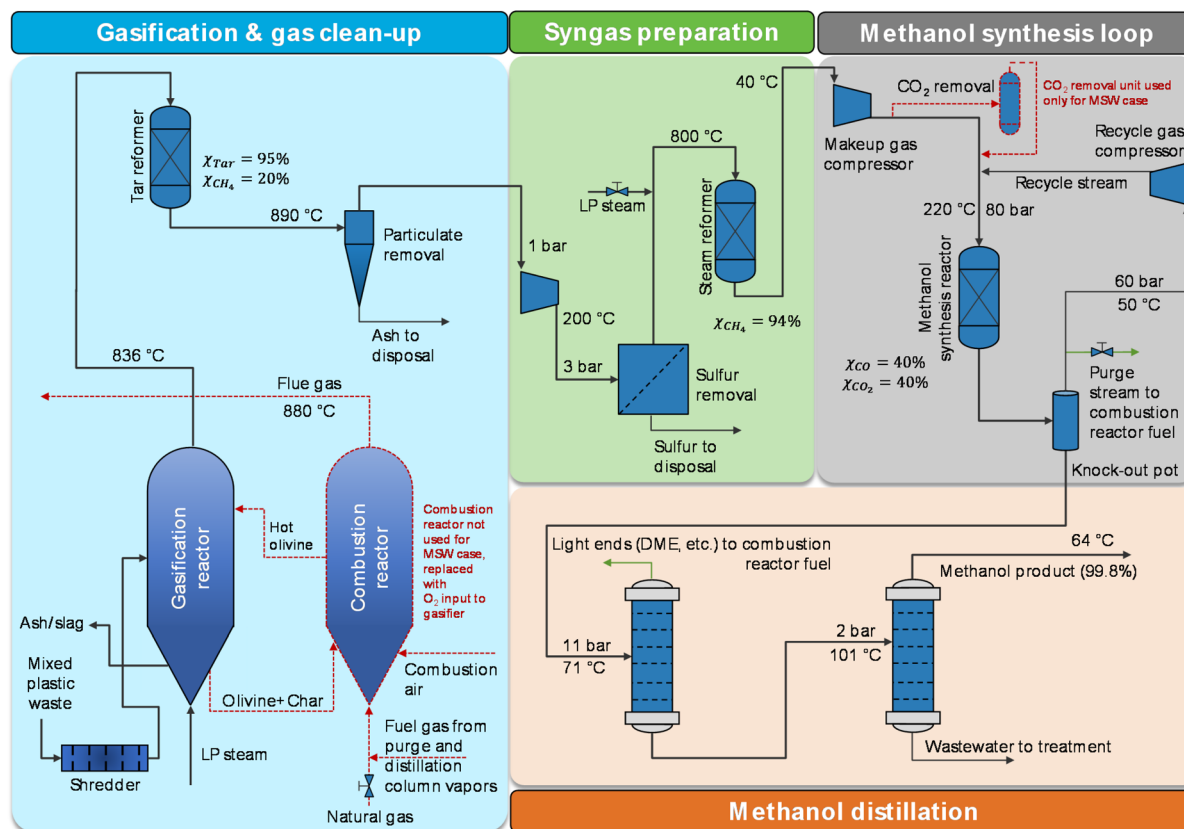 Gasification & gas clean-up
Syngas preparation
Methanol synthesis loop
Tar reformer
χ_Tar = 95%
χ_CH₄ = 20%
890 °C
Particulate
removal
Ash to
disposal
836 °C
Flue gas
880 °C
Gasification
reactor
Hot
olivine
Combustion
reactor
Combustion
reactor not
used for
MSW case,
replaced
with
O₂ input to
gasifier
Ash/slag
Mixed
plastic
waste
Shredder
LP steam
Olivine+ Char
Combustion
air
Fuel gas from
purge and
distillation
column vapors
Natural gas
1 bar
200 °C
3 bar
LP steam
800 °C
Steam reformer
χ_CH₄ = 94%
Sulfur
removal
Sulfur to
disposal
40 °C
CO₂ removal
CO₂ removal unit used
only for MSW case
Makeup gas
compressor
Recycle gas
compressor
Recycle stream
220 °C
80 bar
Methanol
synthesis reactor
χ_CO = 40%
χ_CO₂ = 40%
60 bar
50 °C
Purge
stream to
combustion
reactor fuel
Knock-out pot
Light ends (DME, etc.) to combustion
reactor fuel
11 bar
71 °C
2 bar
101 °C
64 °C
Methanol product (99.8%)
Wastewater to treatment
Methanol distillation